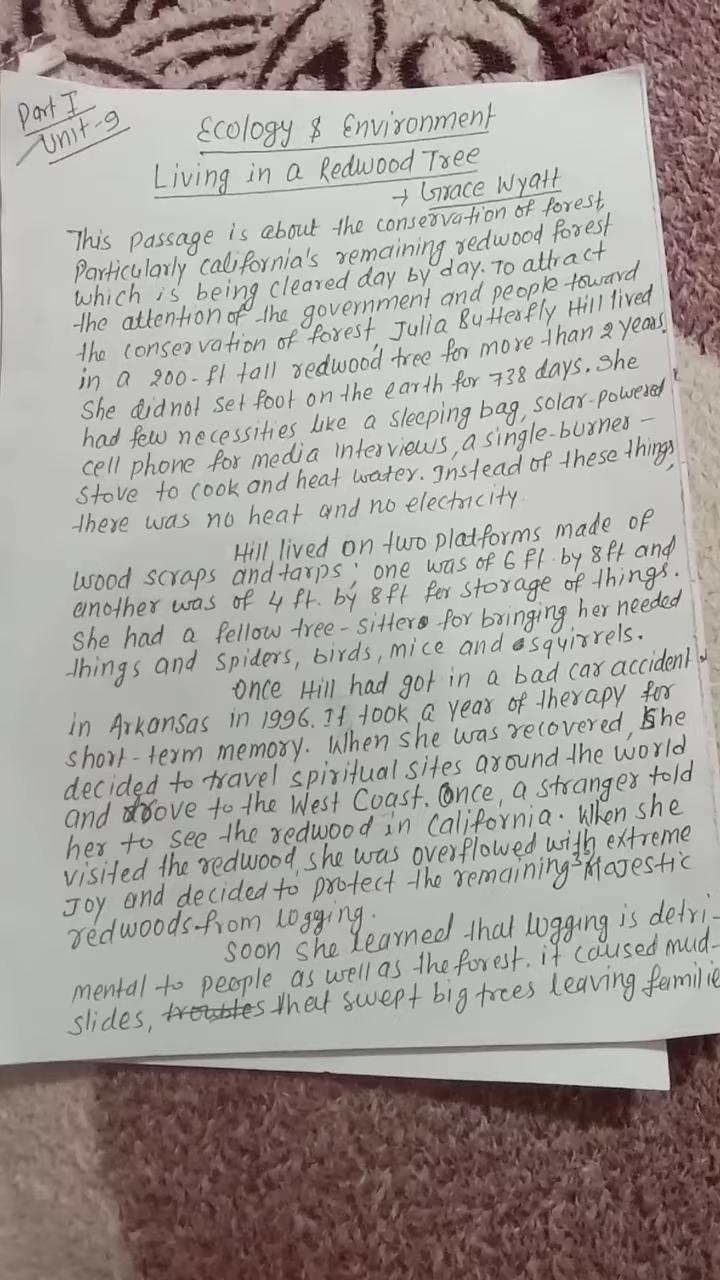 Part I
Unit-9
Ecology & Environment
Living in a Redwood Tree
→ Grace Wyatt
This passage is about the conservation of forest
Particularly california's remaining redwood forest
which is being cleared day by day. To attract
the attention of the government and people toward
the conservation of forest, Julia Butterfly Hill lived
in a 200-ft tall redwood tree for more than 2 years.
She didnot set foot on the earth for 738 days. She
had few necessities like a sleeping bag, solar-powered
cell phone for media interviews, a single-burner -
stove to cook and heat water. Instead of these things,
there was no heat and no electricity.
Hill lived on two platforms made of
wood scraps and tarps; one was of 6 ft. by 8ft and
another was of 4 ft. by 8ft for storage of things.
She had a fellow tree-sitters for bringing her needed
things and spiders, birds, mice and squirrels.
Once Hill had got in a bad car accident
in Arkansas in 1996. It took a year of therapy for
short-term memory. When she was recovered, she
decided to travel spiritual sites around the world
and drove to the West Coast. Once, a stranger told
her to see the redwood in california. When she
visited the redwood, she was overflowed with extreme
Joy and decided to protect the remaining 3% Majestic
redwoods from logging.
Soon she learned that logging is detri-
mental to people as well as the forest. it caused mud-
slides, troubles that swept big trees leaving familie